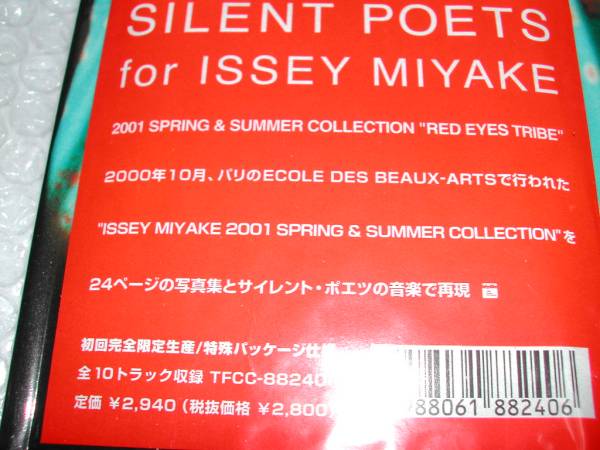 SILENT POETS
for ISSEY MIYAKE
2001 SPRING & SUMMER COLLECTION "RED EYES TRIBE"
2000年10月、パリのECOLE DES BEAUX-ARTSで行われた
"ISSEY MIYAKE 2001 SPRING & SUMMER COLLECTION"を
24ページの写真集とサイレント・ポエツの音楽で再現
初回完全限定生産/特殊パッケージ仕様
全10トラック収録 TFCC-88240
定価 ¥2,940(税抜価格 ¥2,800)
88061 882406